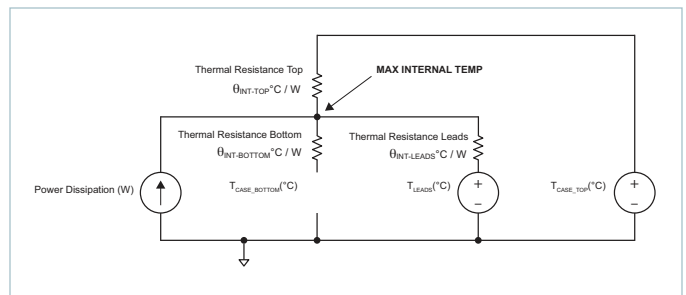 Thermal Resistance Top
θINT-TOP°C / W
MAX INTERNAL TEMP
Thermal Resistance Bottom
θINT-BOTTOM°C / W
Thermal Resistance Leads
θINT-LEADS°C / W
Power Dissipation (W)
TCASE_BOTTOM(°C)
TLEADS(°C)
TCASE_TOP(°C)
+
–
+
–